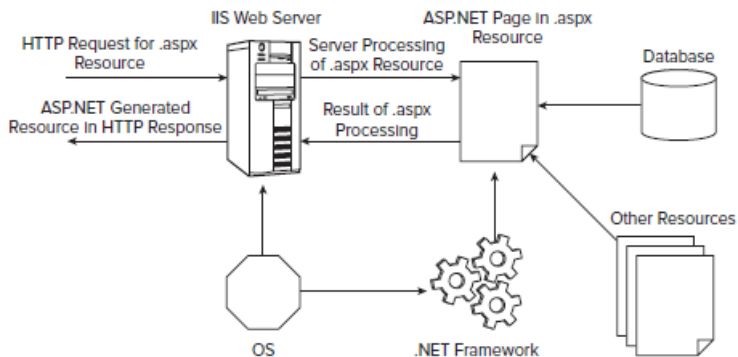 IIS Web Server
ASP.NET Page in .aspx
Resource
HTTP Request for .aspx
Resource
Server Processing
of .aspx Resource
Database
ASP.NET Generated
Resource in HTTP Response
Result of .aspx
Processing
Other Resources
OS
.NET Framework